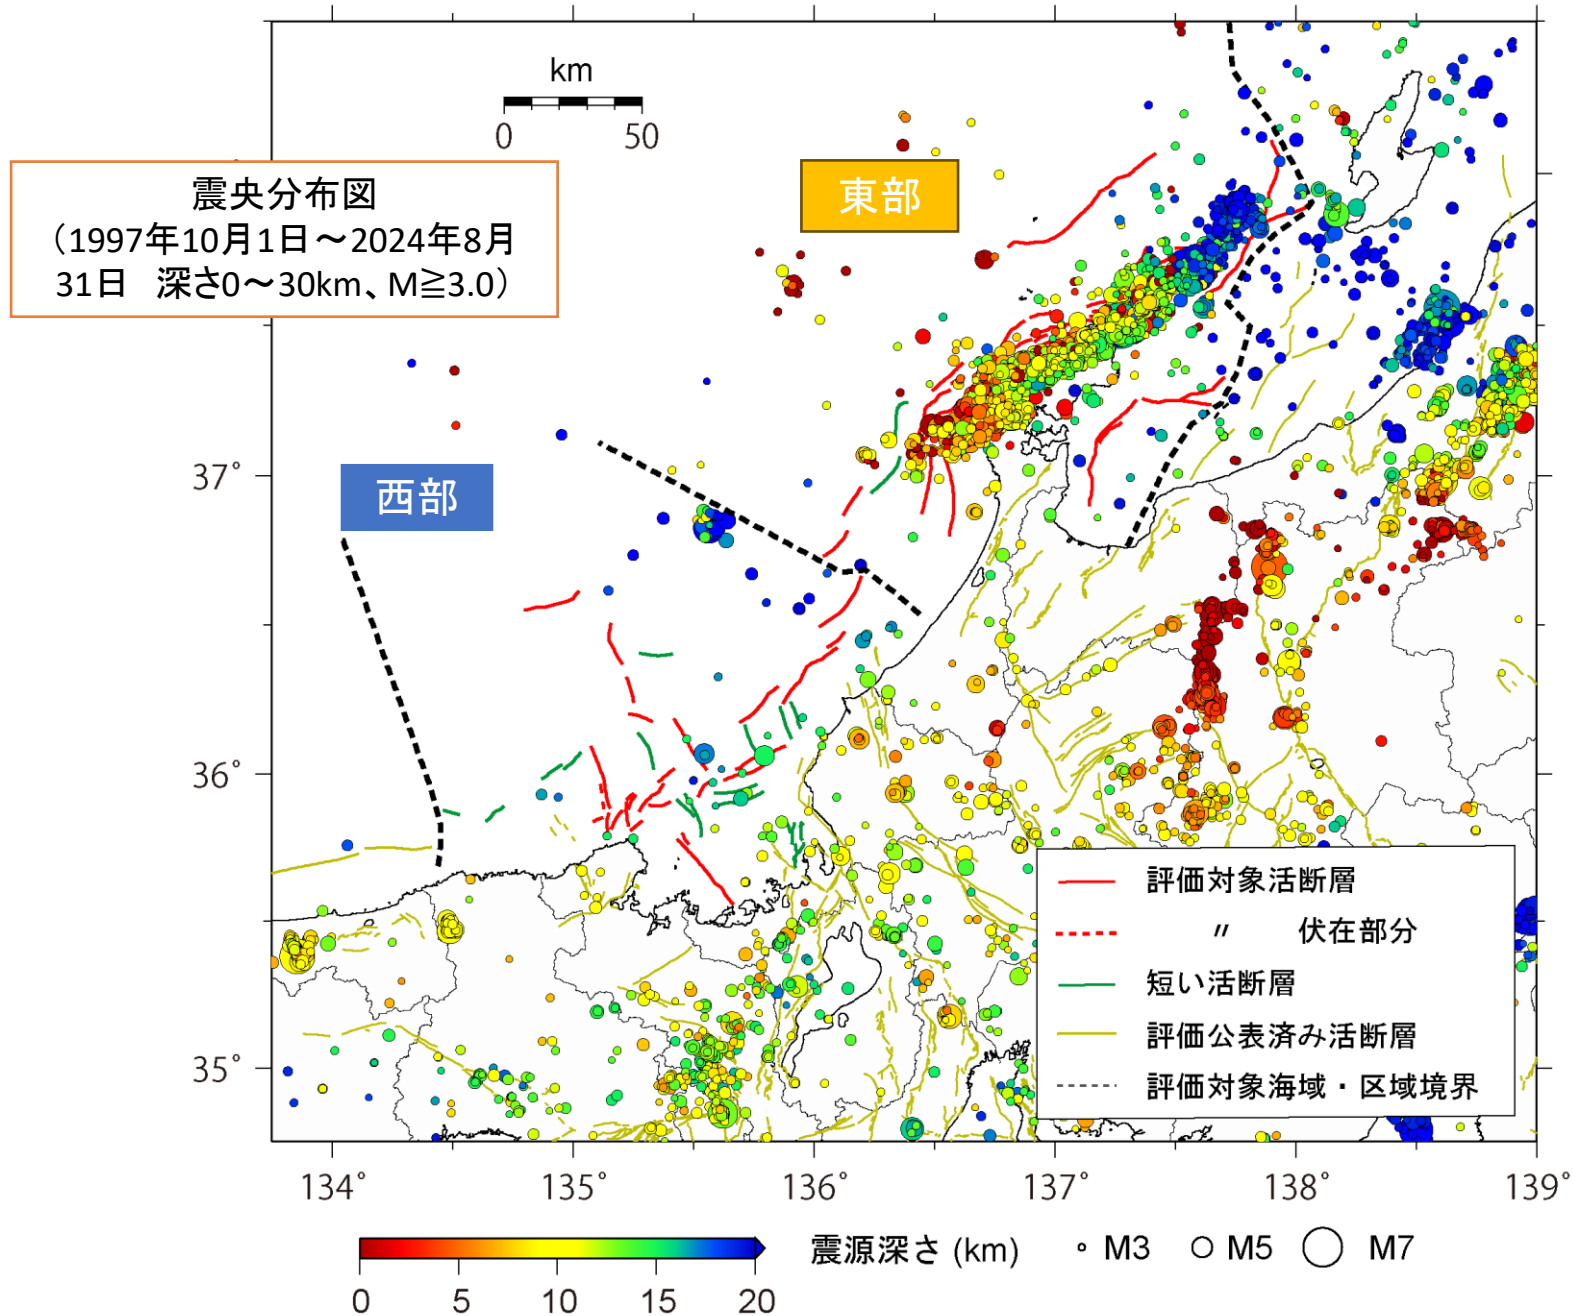 km
0 50
震央分布図
(1997年10月1日～2024年8月
31日　深さ0～30km、M≧3.0)
東部
西部
37°
36°
35°
評価対象活断層
〃 伏在部分
短い活断層
評価公表済み活断層
評価対象海域・区域境界
134° 135° 136° 137° 138° 139°
震源深さ (km) M3 M5 M7
0 5 10 15 20